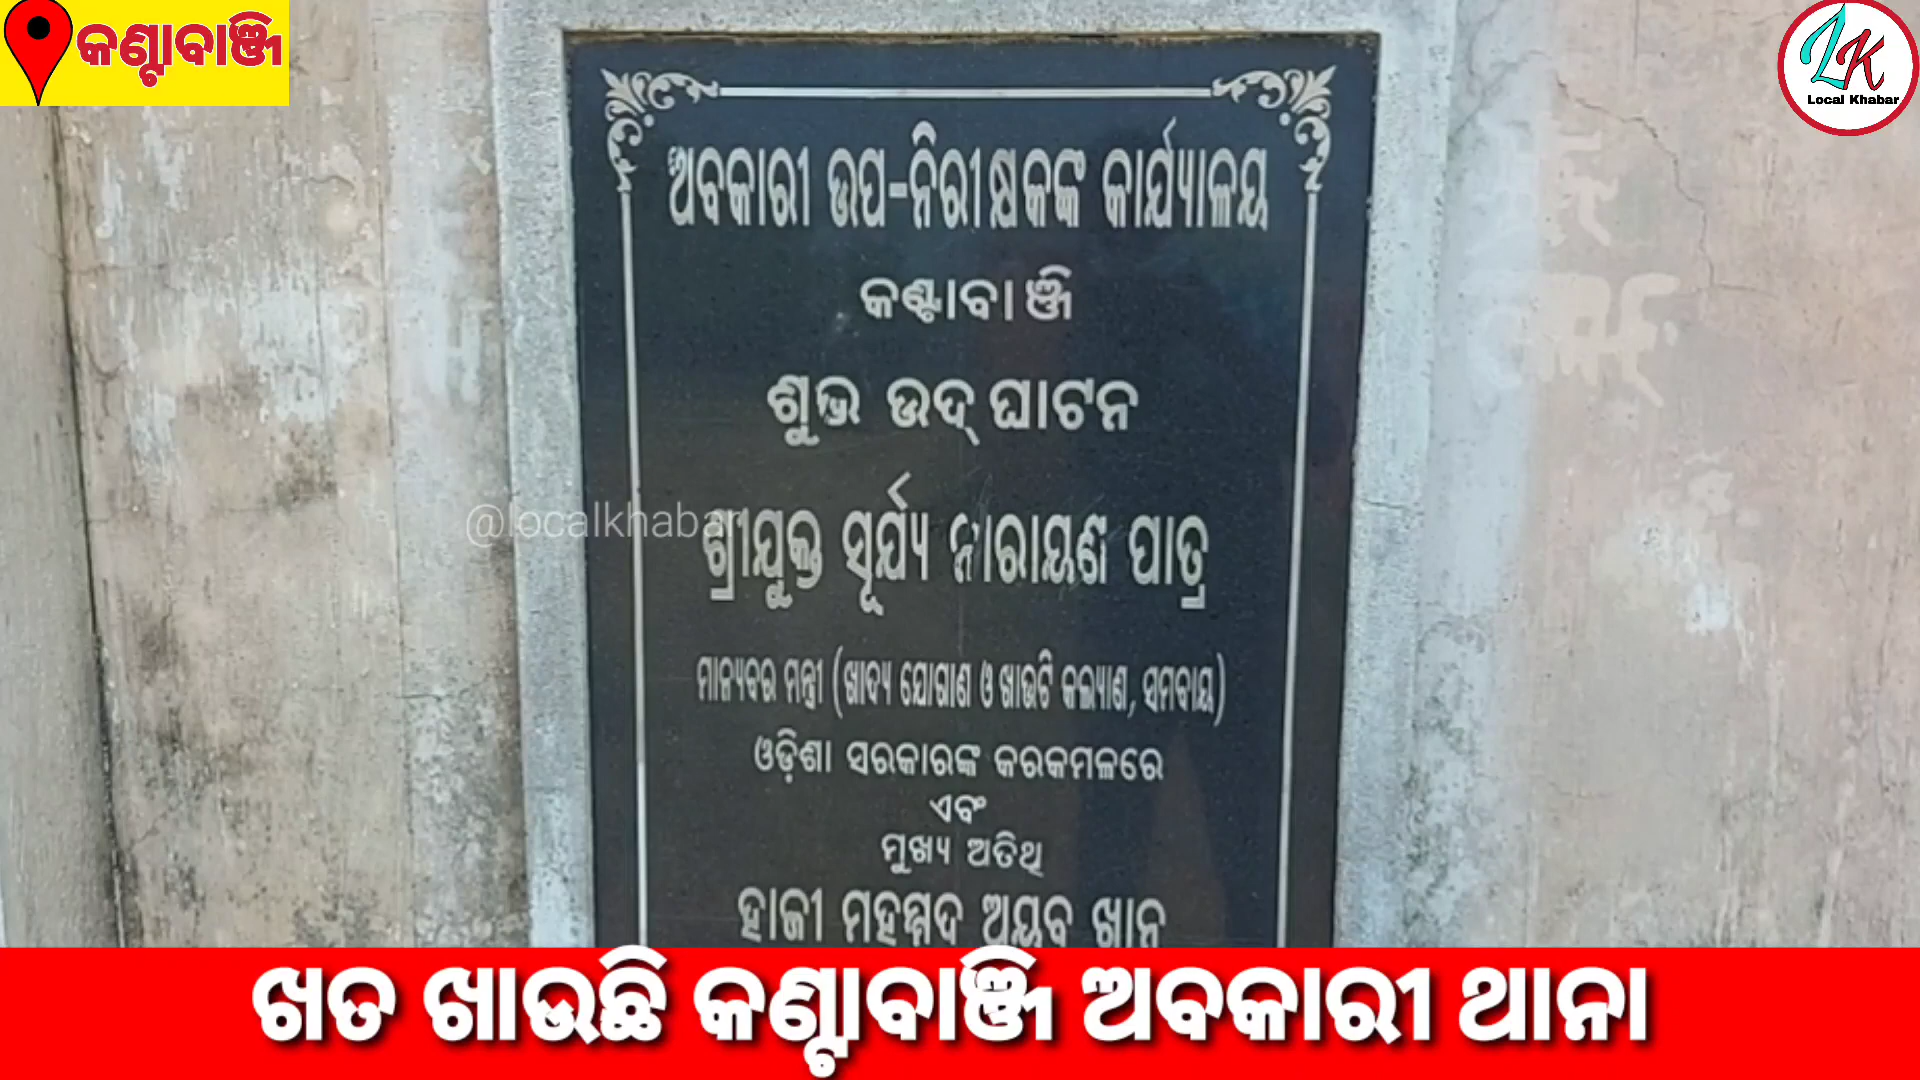 କଣ୍ଟାବାଞ୍ଜି
LK
Local Khabar
ଅବକାରୀ ଉପ-ନିରୀକ୍ଷକଙ୍କ କାର୍ଯ୍ୟାଳୟ
କଣ୍ଟାବାଞ୍ଜି
ଶୁଭ ଉଦ୍ ଘାଟନ
@localkhabar
ଶ୍ରୀଯୁକ୍ତ ସୂର୍ଯ୍ୟ ନାରାୟଣ ପାତ୍ର
ମାନ୍ୟବର ମନ୍ତ୍ରୀ (ଖାଦ୍ୟ ଯୋଗାଣ ଓ ଖାଉଟି କଲ୍ୟାଣ, ସମବାୟ)
ଓଡ଼ିଶା ସରକାରଙ୍କ କରକମଳରେ
ଏବଂ
ମୁଖ୍ୟ ଅତିଥି
ହାଜୀ ମହମ୍ମଦ ଅୟୁବ ଖାନ
ଖତ ଖାଉଛି କଣ୍ଟାବାଞ୍ଜି ଅବକାରୀ ଥାନା